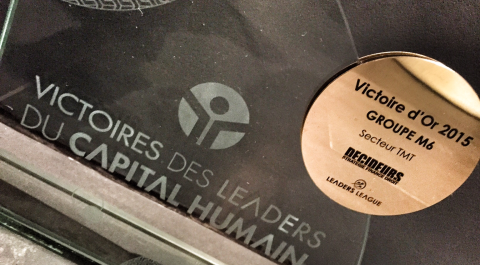 VICTOIRES DES LEADERS
DU CAPITAL HUMAIN
Victoire d'Or 2015
GROUPE M6
Secteur TMT
DECIDEURS
LEADERS LEAGUE